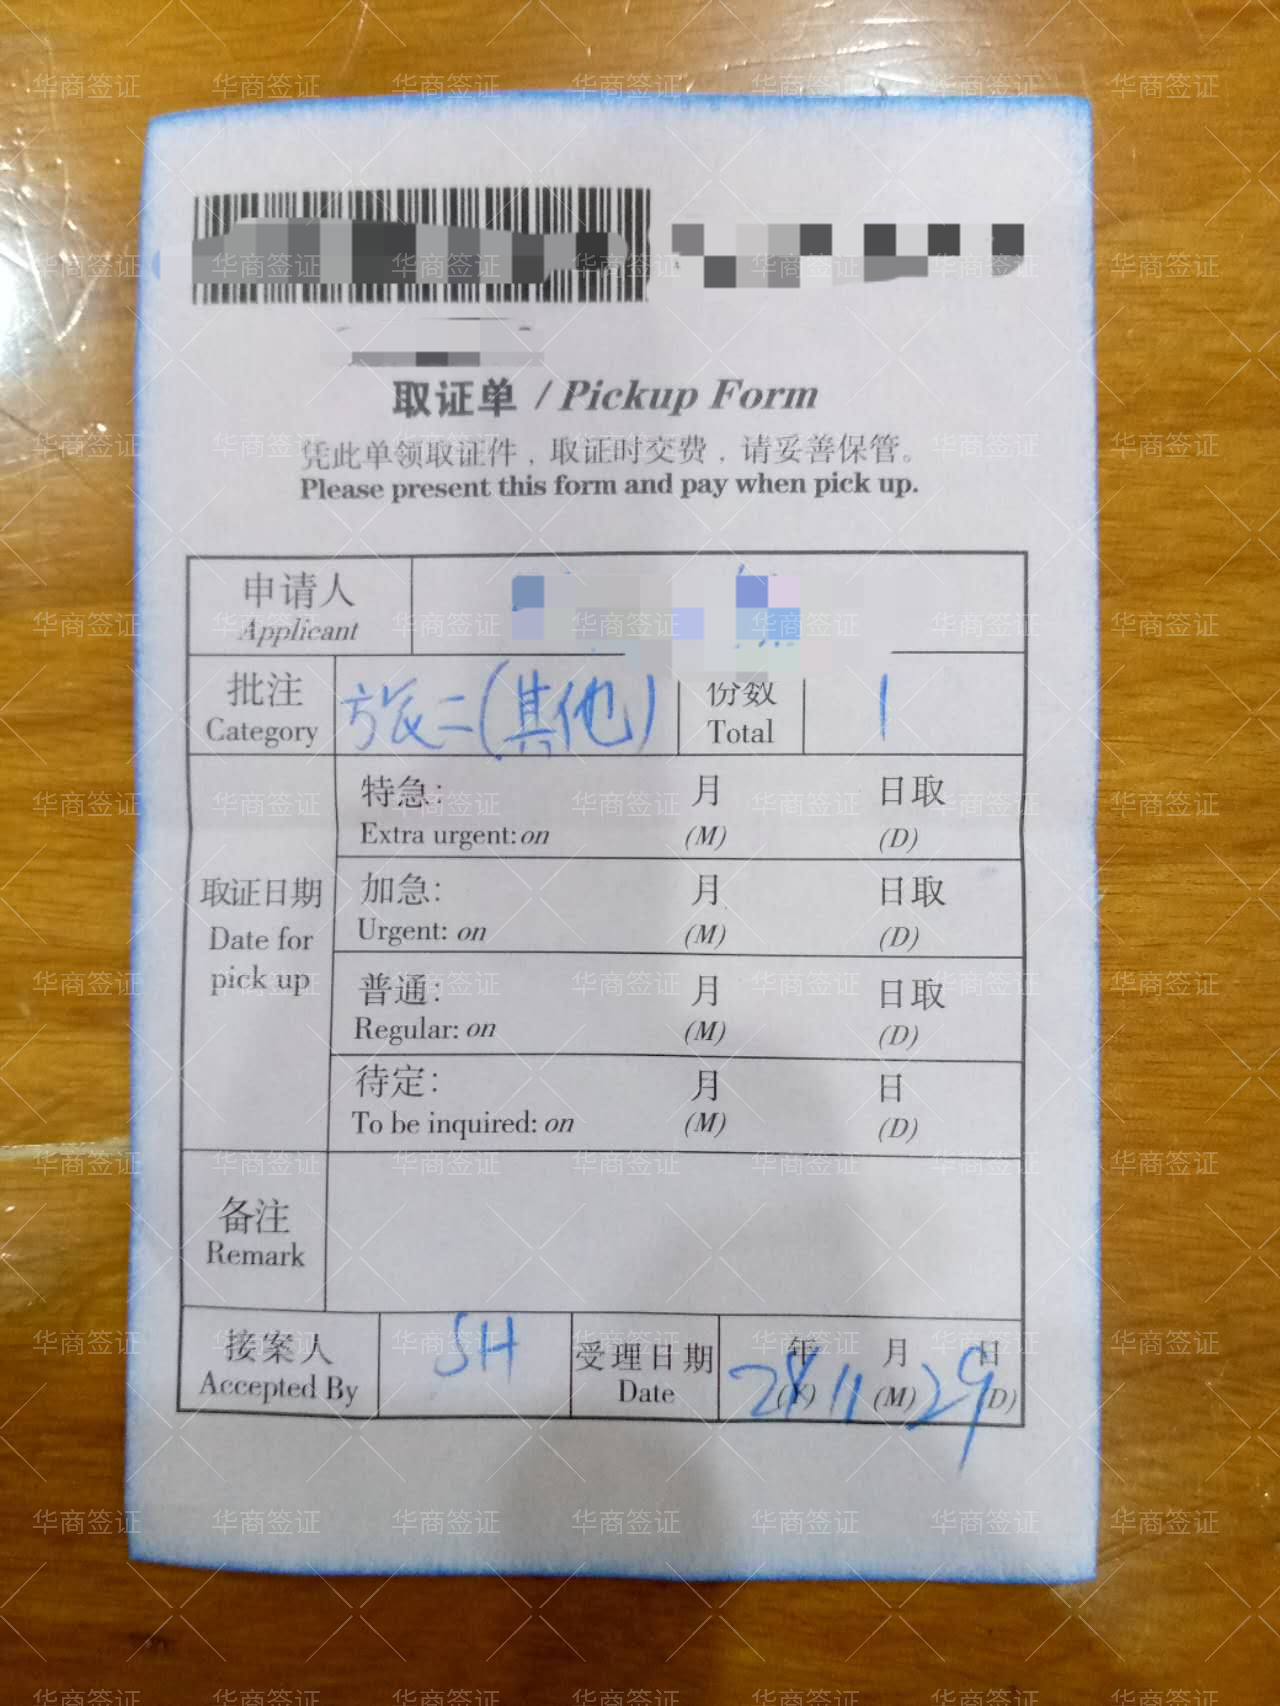 取证单 / Pickup Form
凭此单领取证件，取证时交费，请妥善保管。
Please present this form and pay when pick up.
申请人
Applicant
批注
Category
旅二(其他)
份数
Total
1
取证日期
Date for
pick up
特急: 月 日取
Extra urgent: on (M) (D)
加急: 月 日取
Urgent: on (M) (D)
普通: 月 日取
Regular: on (M) (D)
待定: 月 日
To be inquired: on (M) (D)
备注
Remark
接案人
Accepted By
SH
受理日期
Date
年 月 日
11 29
(M) (D)
华商签证